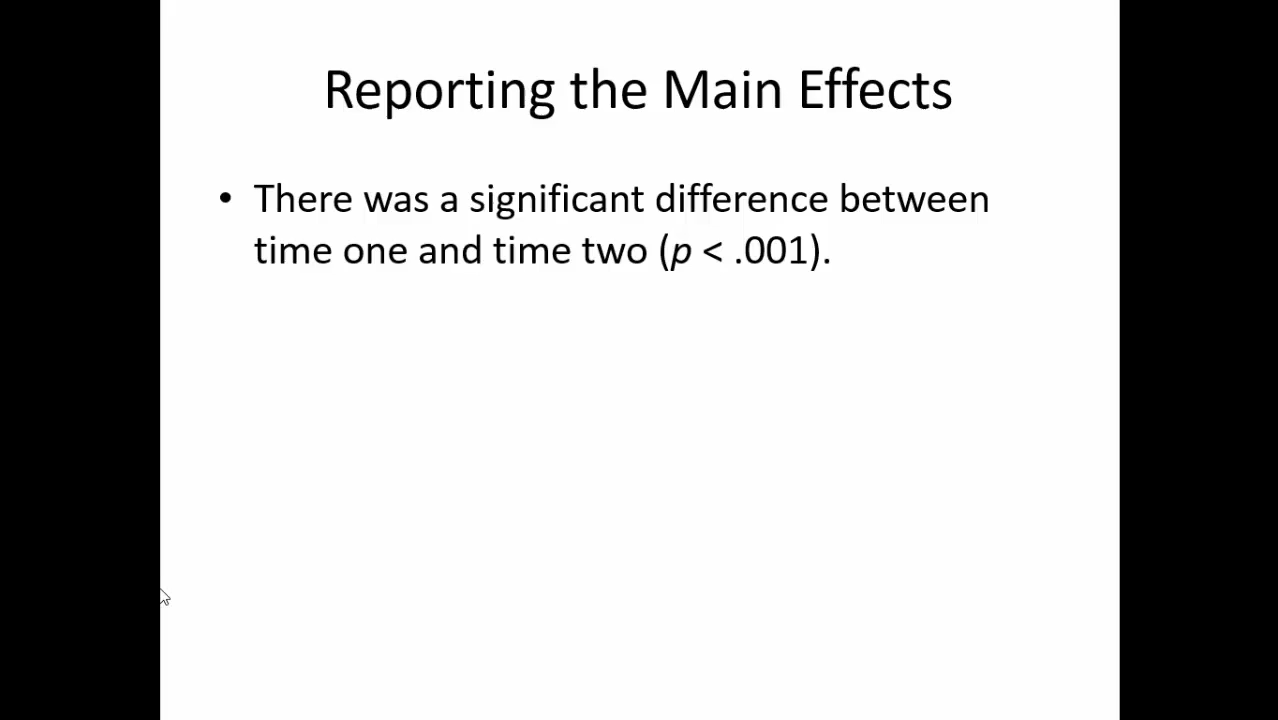 Reporting the Main Effects
• There was a significant difference between
time one and time two (p < .001).